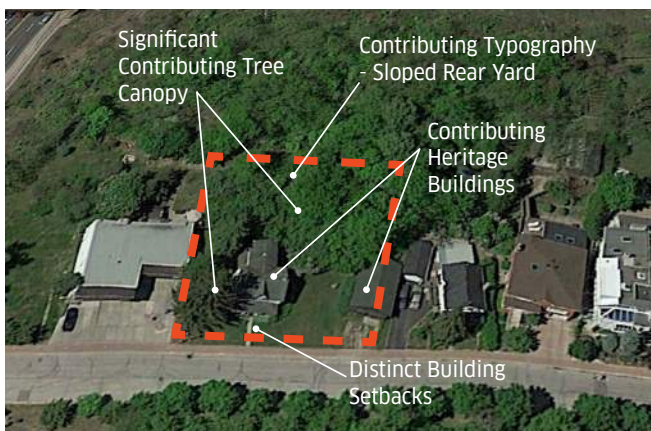 Significant
Contributing Tree
Canopy
Contributing Typography
- Sloped Rear Yard
Contributing
Heritage
Buildings
Distinct Building
Setbacks